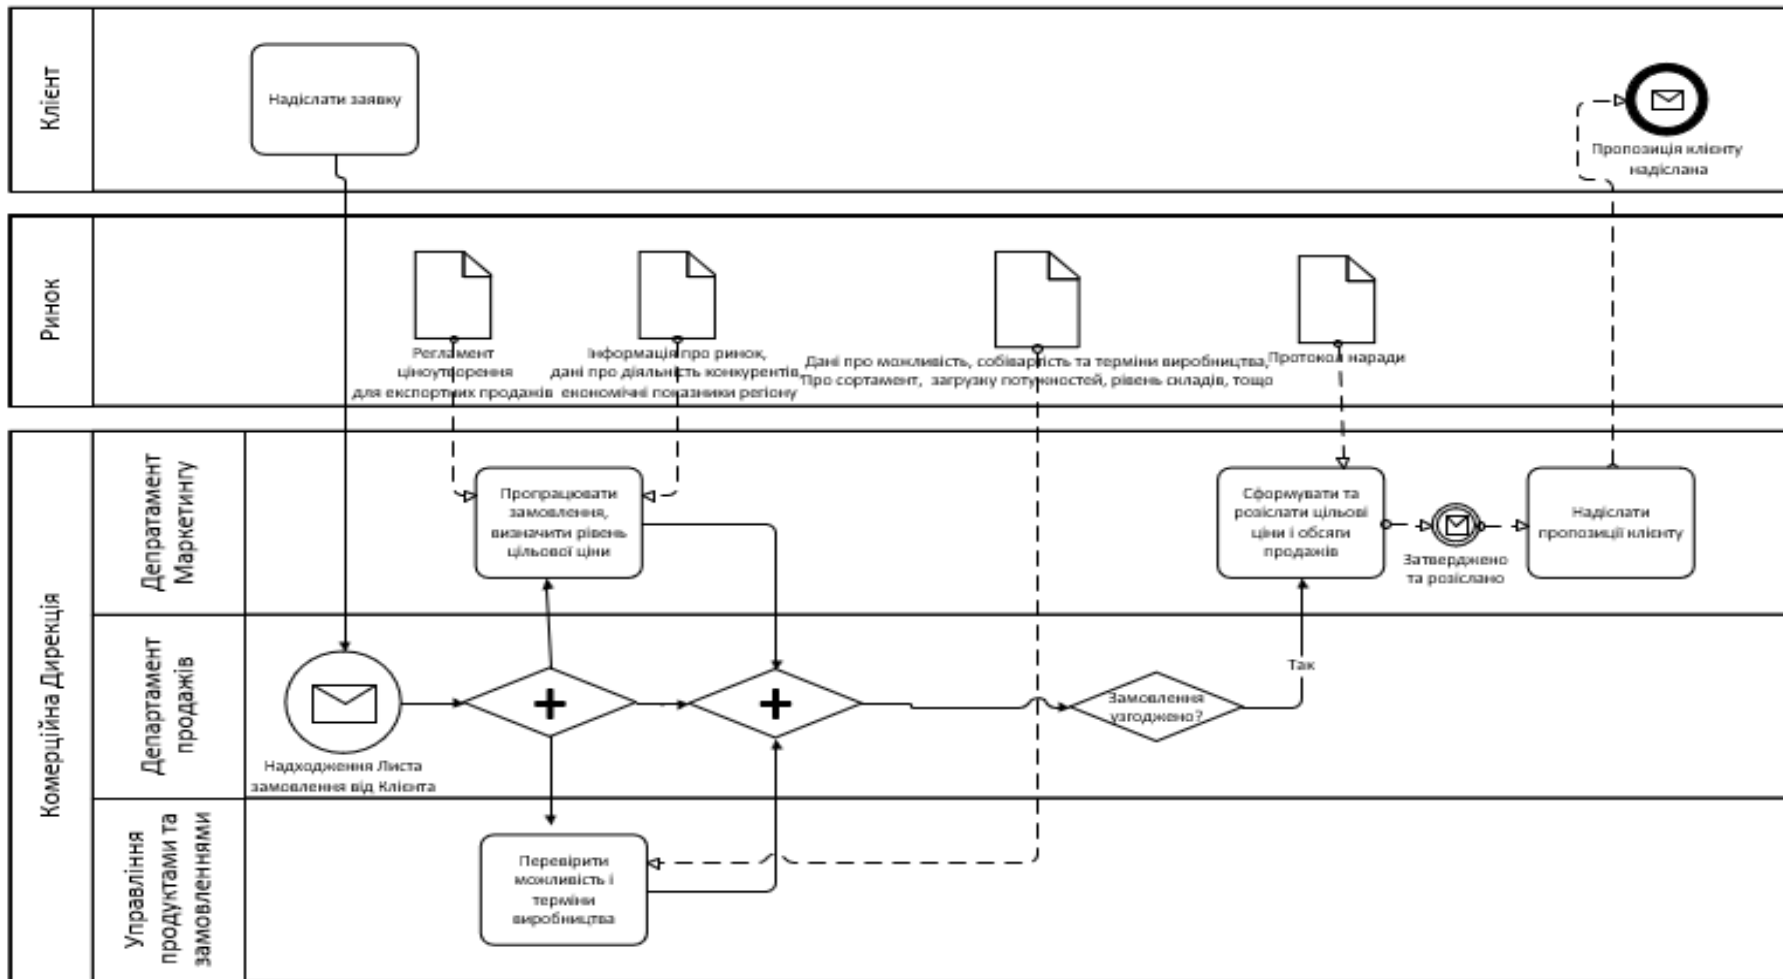 Клієнт
Надіслати заявку
Пропозиція клієнту
надіслана
Ринок
Регламент
ціноутворення
для експортних продажів
Інформація про ринок,
дані про діяльність конкурентів,
економічні показники регіону
Дані про можливість, собівартість та терміни виробництва,
Про сортамент, загрузку потужностей, рівень складів, тощо
Протокол наради
Комерційна Дирекція
Депратамент
Маркетингу
Пропрацювати
замовлення,
визначити рівень
цільової ціни
Сформувати та
розіслати цільові
ціни і обсяги
продажів
Затверджено
та розіслано
Надіслати
пропозиції клієнту
Департамент
продажів
Надходження Листа
замовлення від Клієнта
Замовлення
узгоджено?
Так
Управління
продуктами та
замовленнями
Перевірити
можливість і
терміни
виробництва